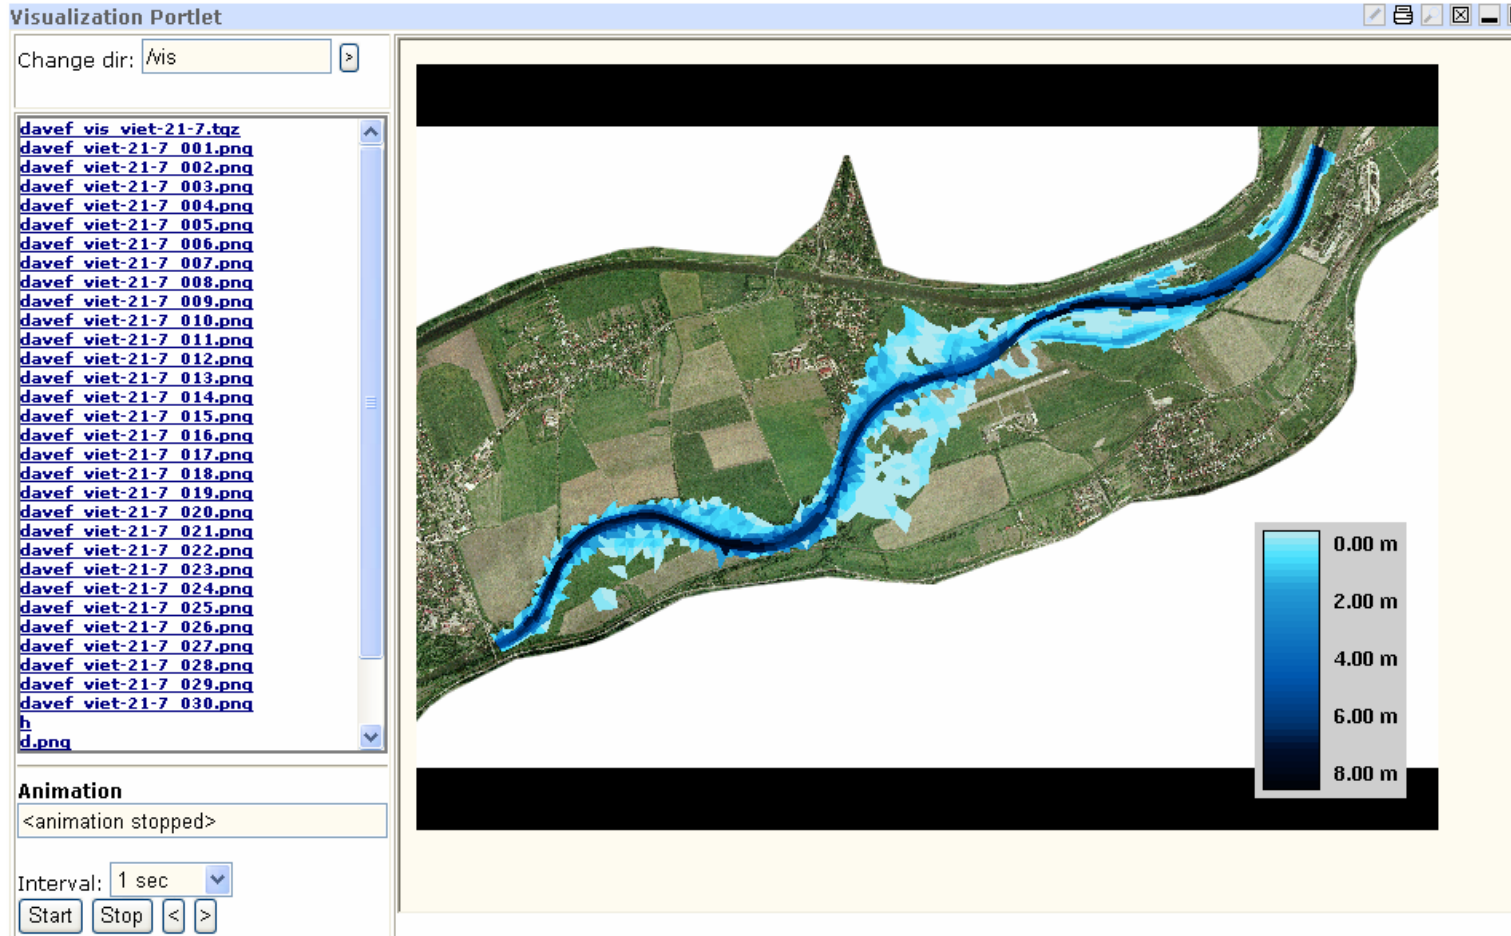 Visualization Portlet
Change dir: /vis
>
davef_vis_viet-21-7.tgz
davef_viet-21-7_001.png
davef_viet-21-7_002.png
davef_viet-21-7_003.png
davef_viet-21-7_004.png
davef_viet-21-7_005.png
davef_viet-21-7_006.png
davef_viet-21-7_007.png
davef_viet-21-7_008.png
davef_viet-21-7_009.png
davef_viet-21-7_010.png
davef_viet-21-7_011.png
davef_viet-21-7_012.png
davef_viet-21-7_013.png
davef_viet-21-7_014.png
davef_viet-21-7_015.png
davef_viet-21-7_016.png
davef_viet-21-7_017.png
davef_viet-21-7_018.png
davef_viet-21-7_019.png
davef_viet-21-7_020.png
davef_viet-21-7_021.png
davef_viet-21-7_022.png
davef_viet-21-7_023.png
davef_viet-21-7_024.png
davef_viet-21-7_025.png
davef_viet-21-7_026.png
davef_viet-21-7_027.png
davef_viet-21-7_028.png
davef_viet-21-7_029.png
davef_viet-21-7_030.png
h
d.png
Animation
<animation stopped>
Interval: 1 sec
Start Stop < >
0.00 m
2.00 m
4.00 m
6.00 m
8.00 m